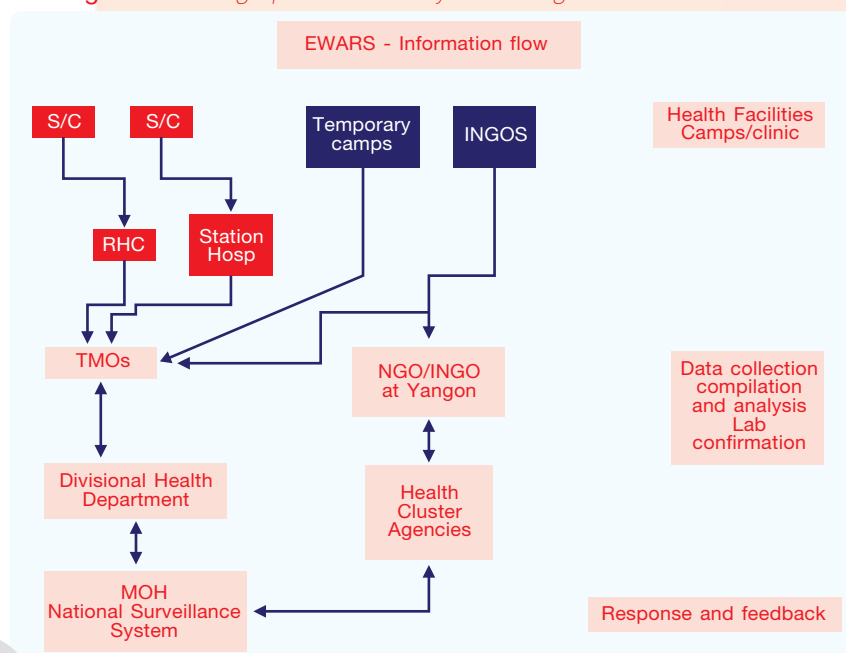 EWARS - Information flow
S/C
S/C
Temporary
camps
INGOS
Health Facilities
Camps/clinic
RHC
Station
Hosp
TMOs
NGO/INGO
at Yangon
Data collection
compilation
and analysis
Lab
confirmation
Divisional Health
Department
Health
Cluster
Agencies
MOH
National Surveillance
System
Response and feedback